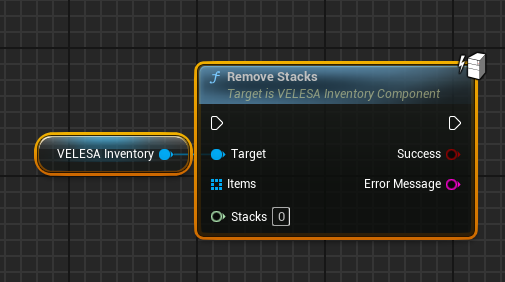 f Remove Stacks
Target is VELESA Inventory Component
VELESA Inventory
Target
Success
Items
Error Message
Stacks 0